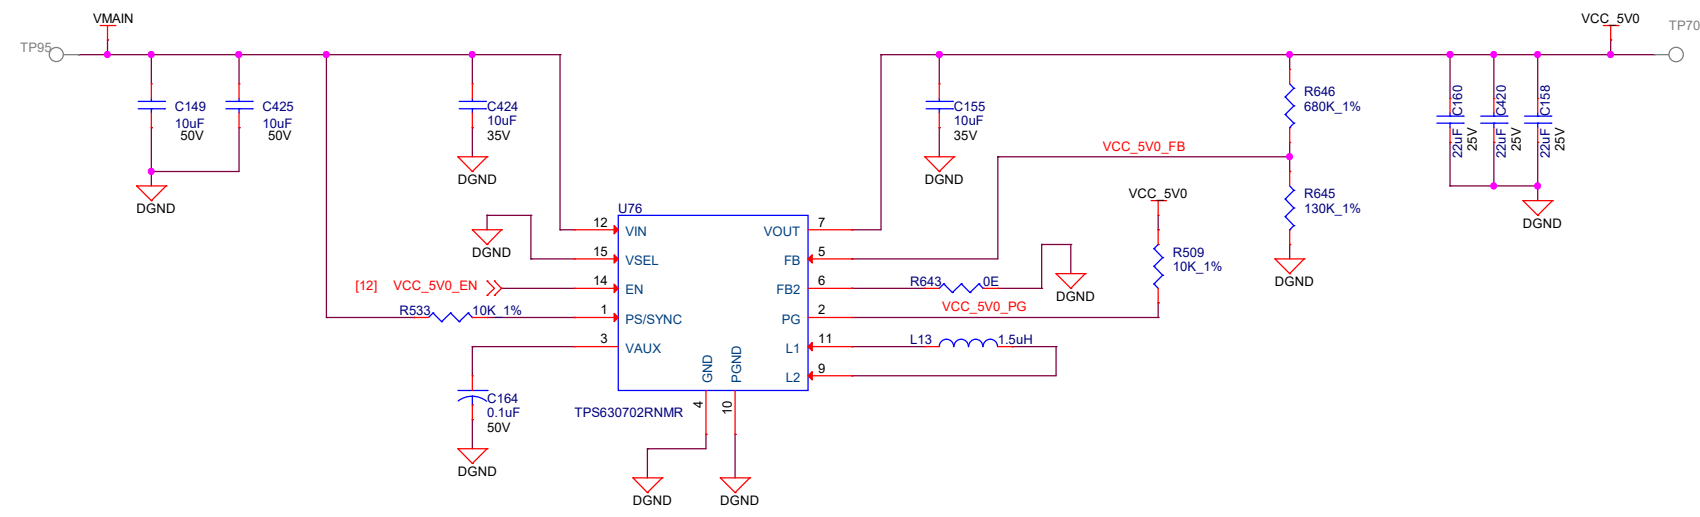 VMAIN
VCC_5V0
TP95
TP70
C149
10uF
50V
C425
10uF
50V
C424
10uF
35V
DGND
C155
10uF
35V
DGND
R646
680K_1%
C160
22uF
25V
C420
22uF
25V
C158
22uF
25V
VCC_5V0_FB
DGND
VCC_5V0
R645
130K_1%
DGND
U76
12
VIN
VOUT
7
DGND
15
VSEL
FB
5
R509
10K_1%
DGND
[12]
VCC_5V0_EN
14
EN
FB2
6
R643
0E
DGND
R533
10K_1%
1
PS/SYNC
PG
2
VCC_5V0_PG
3
VAUX
L1
11
L13
1.5uH
GND
PGND
L2
9
C164
0.1uF
50V
DGND
TPS630702RNMR
4
10
DGND
DGND